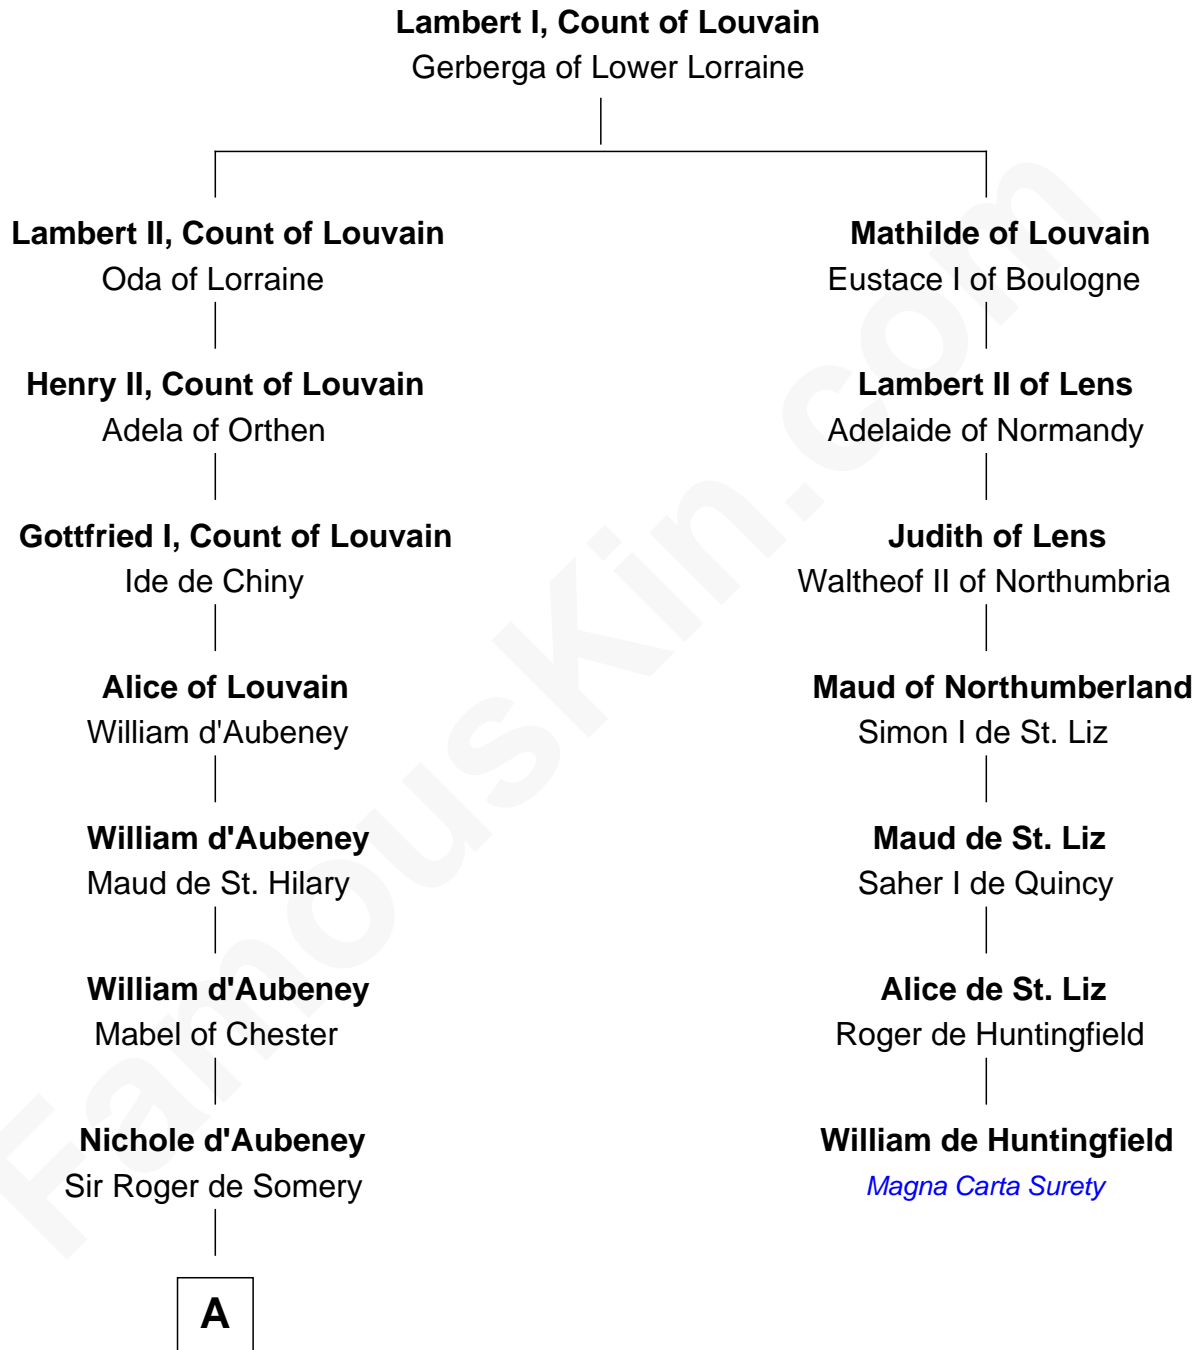 Lambert I, Count of Louvain
Gerberga of Lower Lorraine
Lambert II, Count of Louvain
Oda of Lorraine
Mathilde of Louvain
Eustace I of Boulogne
Henry II, Count of Louvain
Adela of Orthen
Lambert II of Lens
Adelaide of Normandy
Gottfried I, Count of Louvain
Ide de Chiny
Judith of Lens
Waltheof II of Northumbria
Alice of Louvain
William d'Aubeney
Maud of Northumberland
Simon I de St. Liz
William d'Aubeney
Maud de St. Hilary
Maud de St. Liz
Saher I de Quincy
William d'Aubeney
Mabel of Chester
Alice de St. Liz
Roger de Huntingfield
Nichole d'Aubeney
Sir Roger de Somery
William de Huntingfield
Magna Carta Surety
A
FamousKin.com